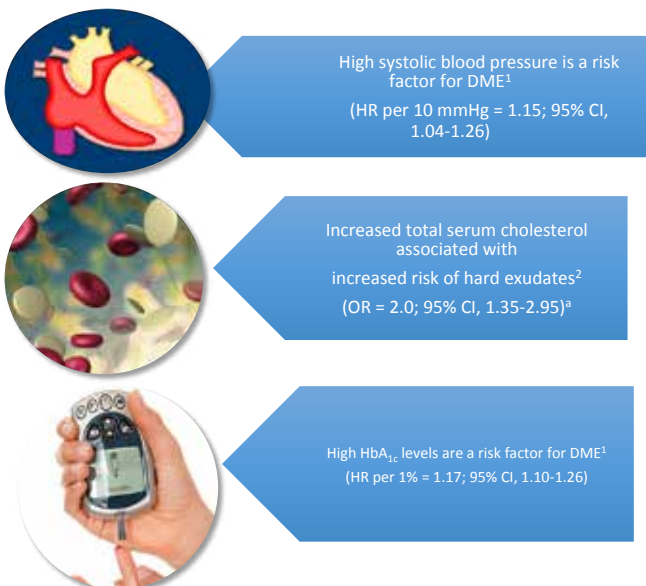 High systolic blood pressure is a risk
factor for DME¹
(HR per 10 mmHg = 1.15; 95% CI,
1.04-1.26)
Increased total serum cholesterol
associated with
increased risk of hard exudates²
(OR = 2.0; 95% CI, 1.35-2.95)ᵃ
High HbA₁c levels are a risk factor for DME¹
(HR per 1% = 1.17; 95% CI, 1.10-1.26)